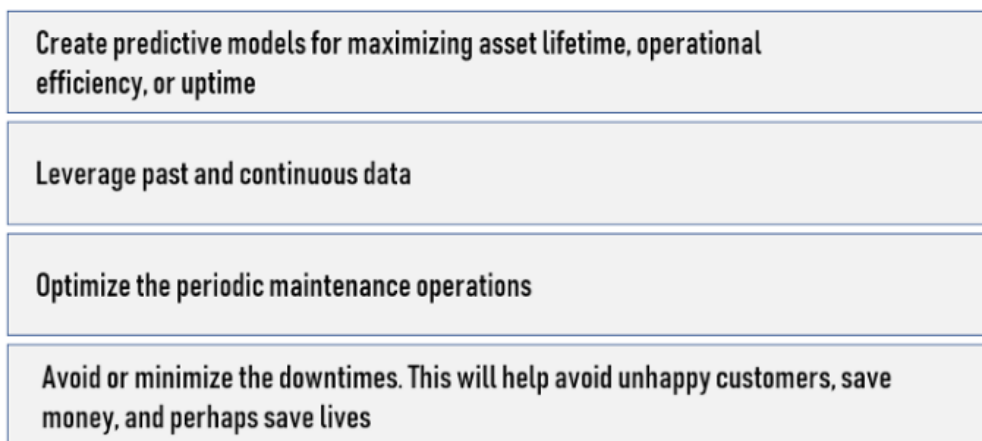 Create predictive models for maximizing asset lifetime, operational
efficiency, or uptime
Leverage past and continuous data
Optimize the periodic maintenance operations
Avoid or minimize the downtimes. This will help avoid unhappy customers, save
money, and perhaps save lives